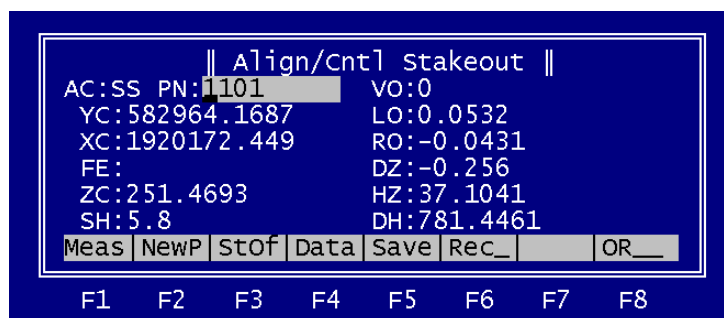 Align/Cntl Stakeout
AC:SS PN:1101 VO:0
YC:582964.1687 LO:0.0532
XC:1920172.449 RO:-0.0431
FE: DZ:-0.256
ZC:251.4693 HZ:37.1041
SH:5.8 DH:781.4461
Meas NewP StOf Data Save Rec_ OR__
F1 F2 F3 F4 F5 F6 F7 F8